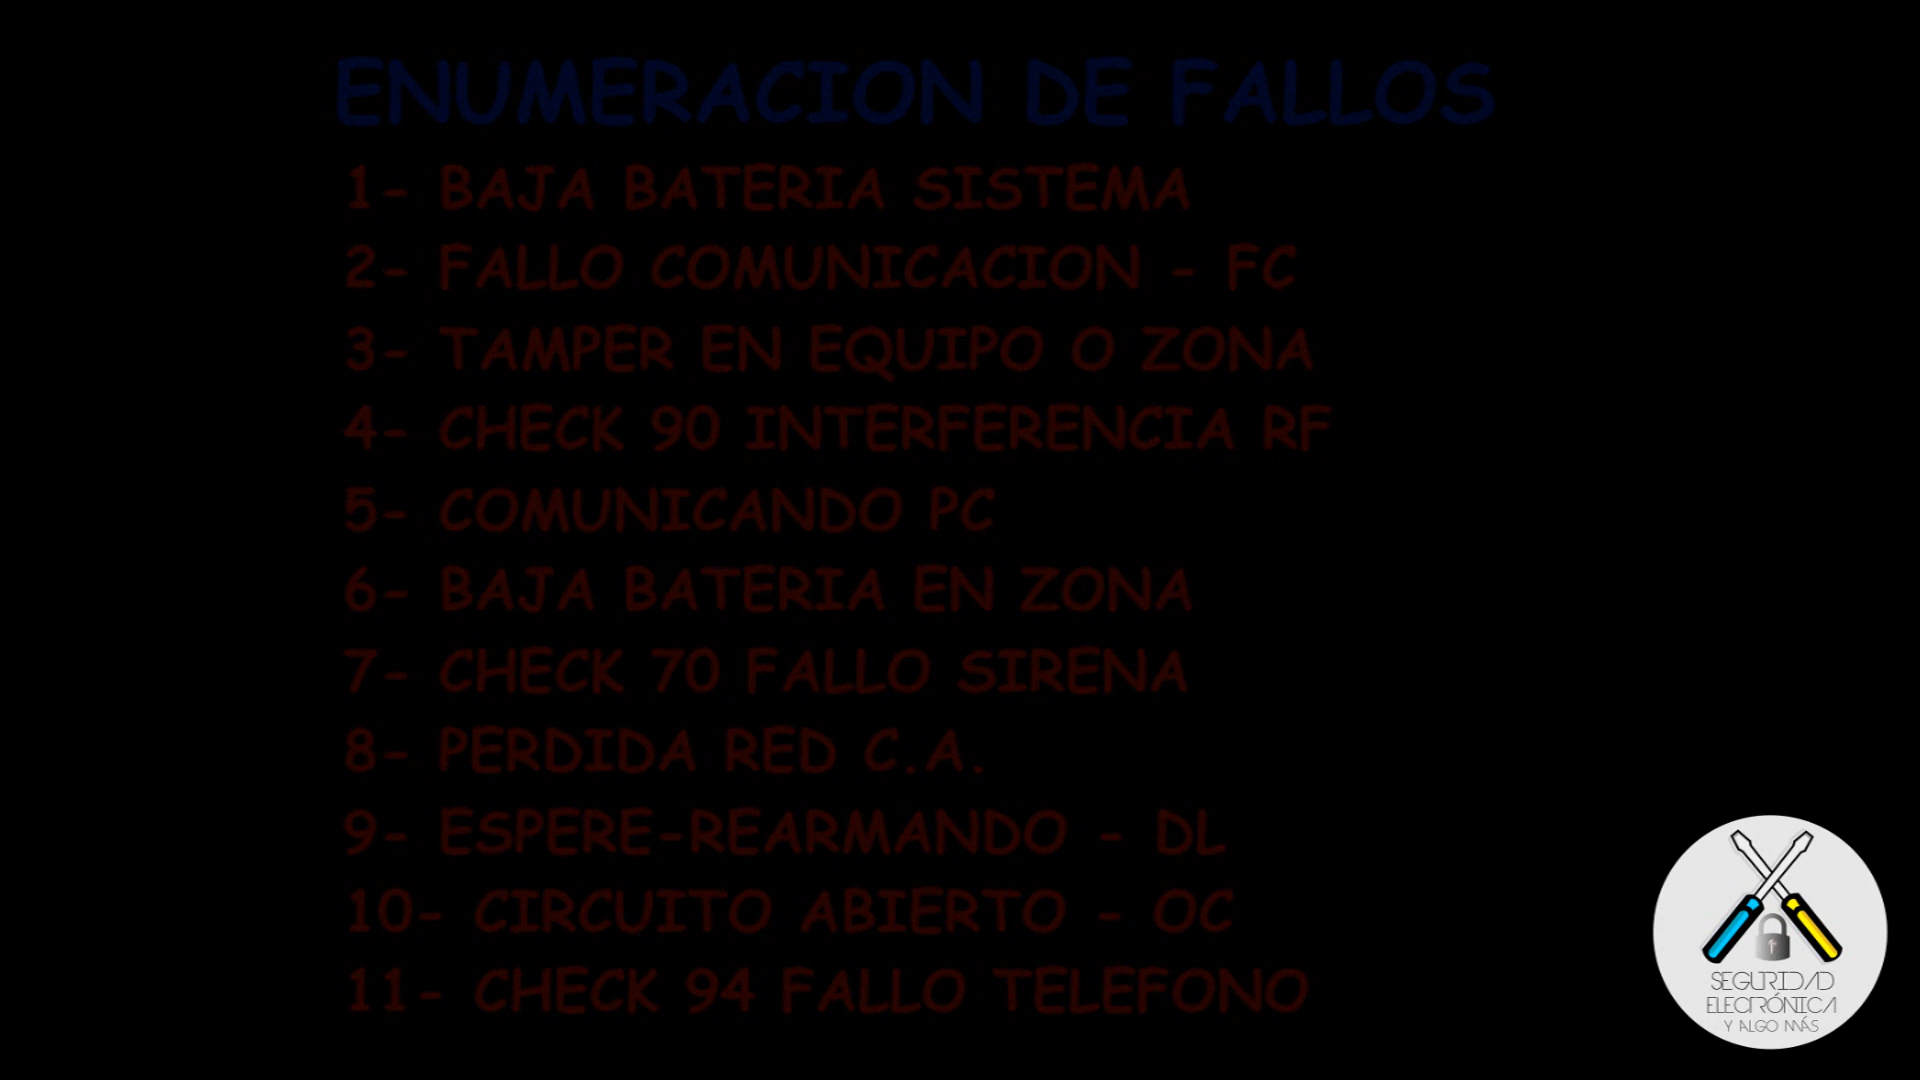 ENUMERACION DE FALLOS
1- BAJA BATERIA SISTEMA
2- FALLO COMUNICACION - FC
3- TAMPER EN EQUIPO O ZONA
4- CHECK 90 INTERFERENCIA RF
5- COMUNICANDO PC
6- BAJA BATERIA EN ZONA
7- CHECK 70 FALLO SIRENA
8- PERDIDA RED C.A.
9- ESPERE-REARMANDO - DL
10- CIRCUITO ABIERTO - OC
11- CHECK 94 FALLO TELEFONO
SEGURIDAD
ELECTRÓNICA
Y ALGO MÁS